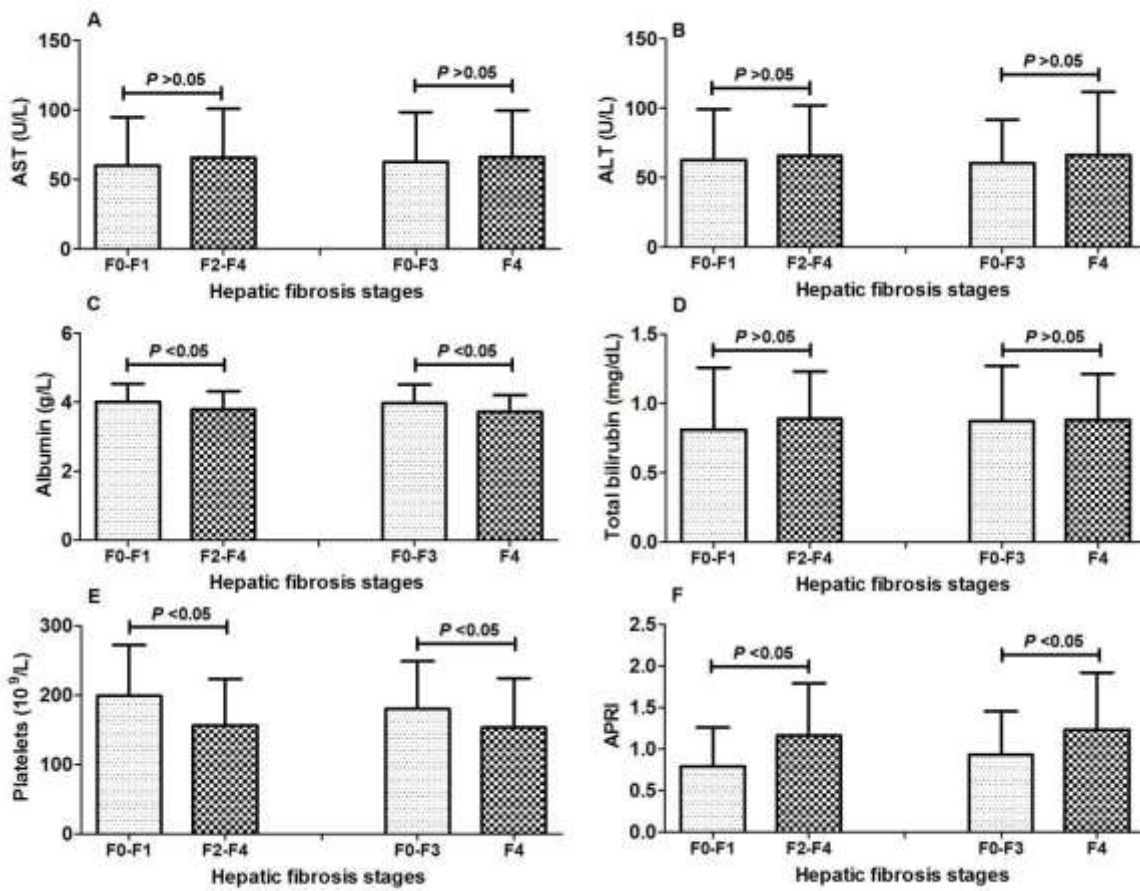 A
AST (U/L)
150
100
50
0
P >0.05
P >0.05
F0-F1
F2-F4
F0-F3
F4
Hepatic fibrosis stages
B
ALT (U/L)
150
100
50
0
P >0.05
P >0.05
F0-F1
F2-F4
F0-F3
F4
Hepatic fibrosis stages
C
Albumin (g/L)
6
4
2
0
P <0.05
P <0.05
F0-F1
F2-F4
F0-F3
F4
Hepatic fibrosis stages
D
Total bilirubin (mg/dL)
1.5
1.0
0.5
0.0
P >0.05
P >0.05
F0-F1
F2-F4
F0-F3
F4
Hepatic fibrosis stages
E
Platelets (10⁹/L)
300
200
100
0
P <0.05
P <0.05
F0-F1
F2-F4
F0-F3
F4
Hepatic fibrosis stages
F
APRI
2.5
2.0
1.5
1.0
0.5
0.0
P <0.05
P <0.05
F0-F1
F2-F4
F0-F3
F4
Hepatic fibrosis stages